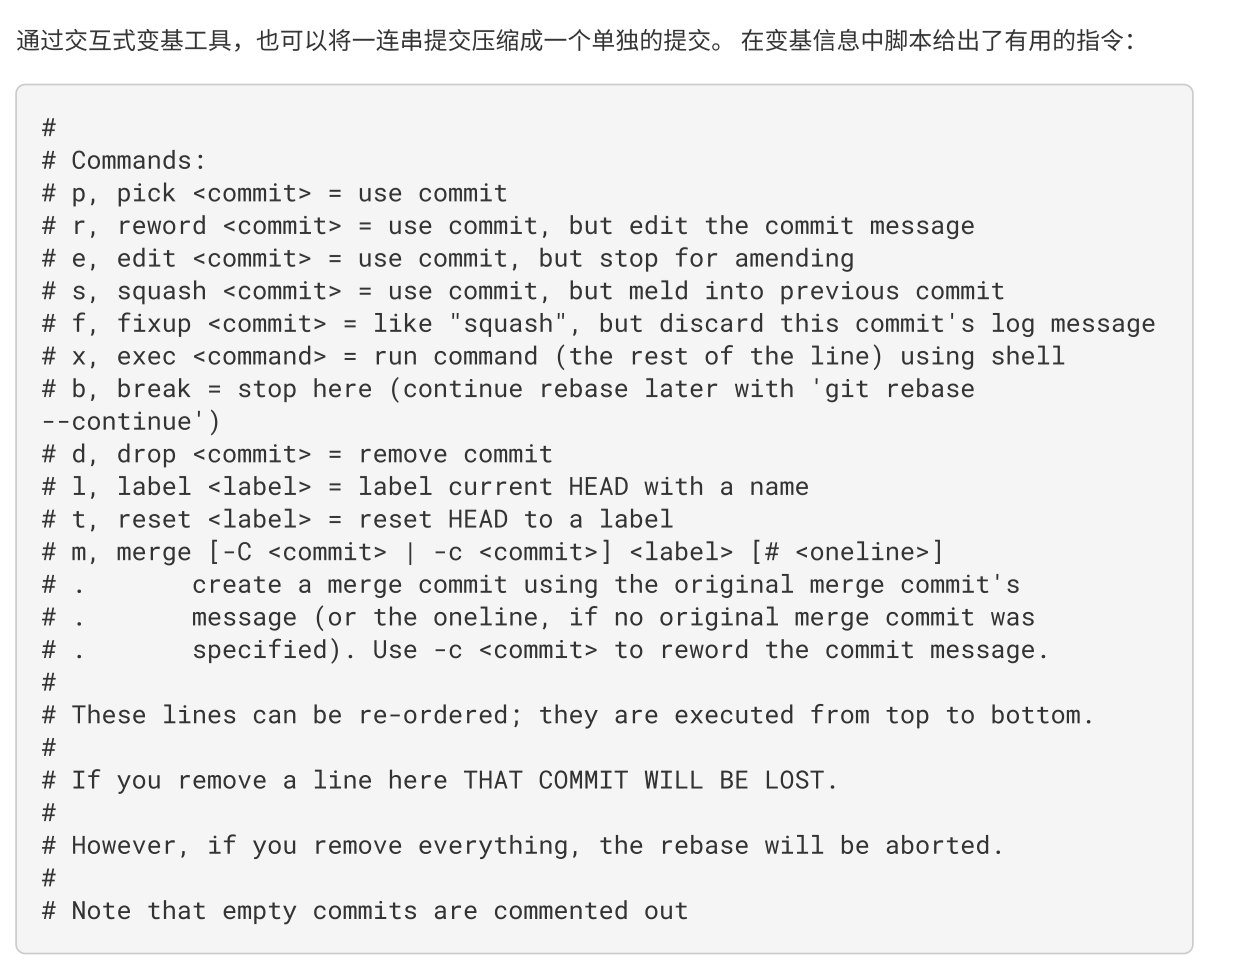 通过交互式变基工具，也可以将一连串提交压缩成一个单独的提交。 在变基信息中脚本给出了有用的指令：
#
# Commands:
# p, pick <commit> = use commit
# r, reword <commit> = use commit, but edit the commit message
# e, edit <commit> = use commit, but stop for amending
# s, squash <commit> = use commit, but meld into previous commit
# f, fixup <commit> = like "squash", but discard this commit's log message
# x, exec <command> = run command (the rest of the line) using shell
# b, break = stop here (continue rebase later with 'git rebase
--continue')
# d, drop <commit> = remove commit
# l, label <label> = label current HEAD with a name
# t, reset <label> = reset HEAD to a label
# m, merge [-C <commit> | -c <commit>] <label> [# <oneline>]
# .       create a merge commit using the original merge commit's
# .       message (or the oneline, if no original merge commit was
# .       specified). Use -c <commit> to reword the commit message.
#
# These lines can be re-ordered; they are executed from top to bottom.
#
# If you remove a line here THAT COMMIT WILL BE LOST.
#
# However, if you remove everything, the rebase will be aborted.
#
# Note that empty commits are commented out